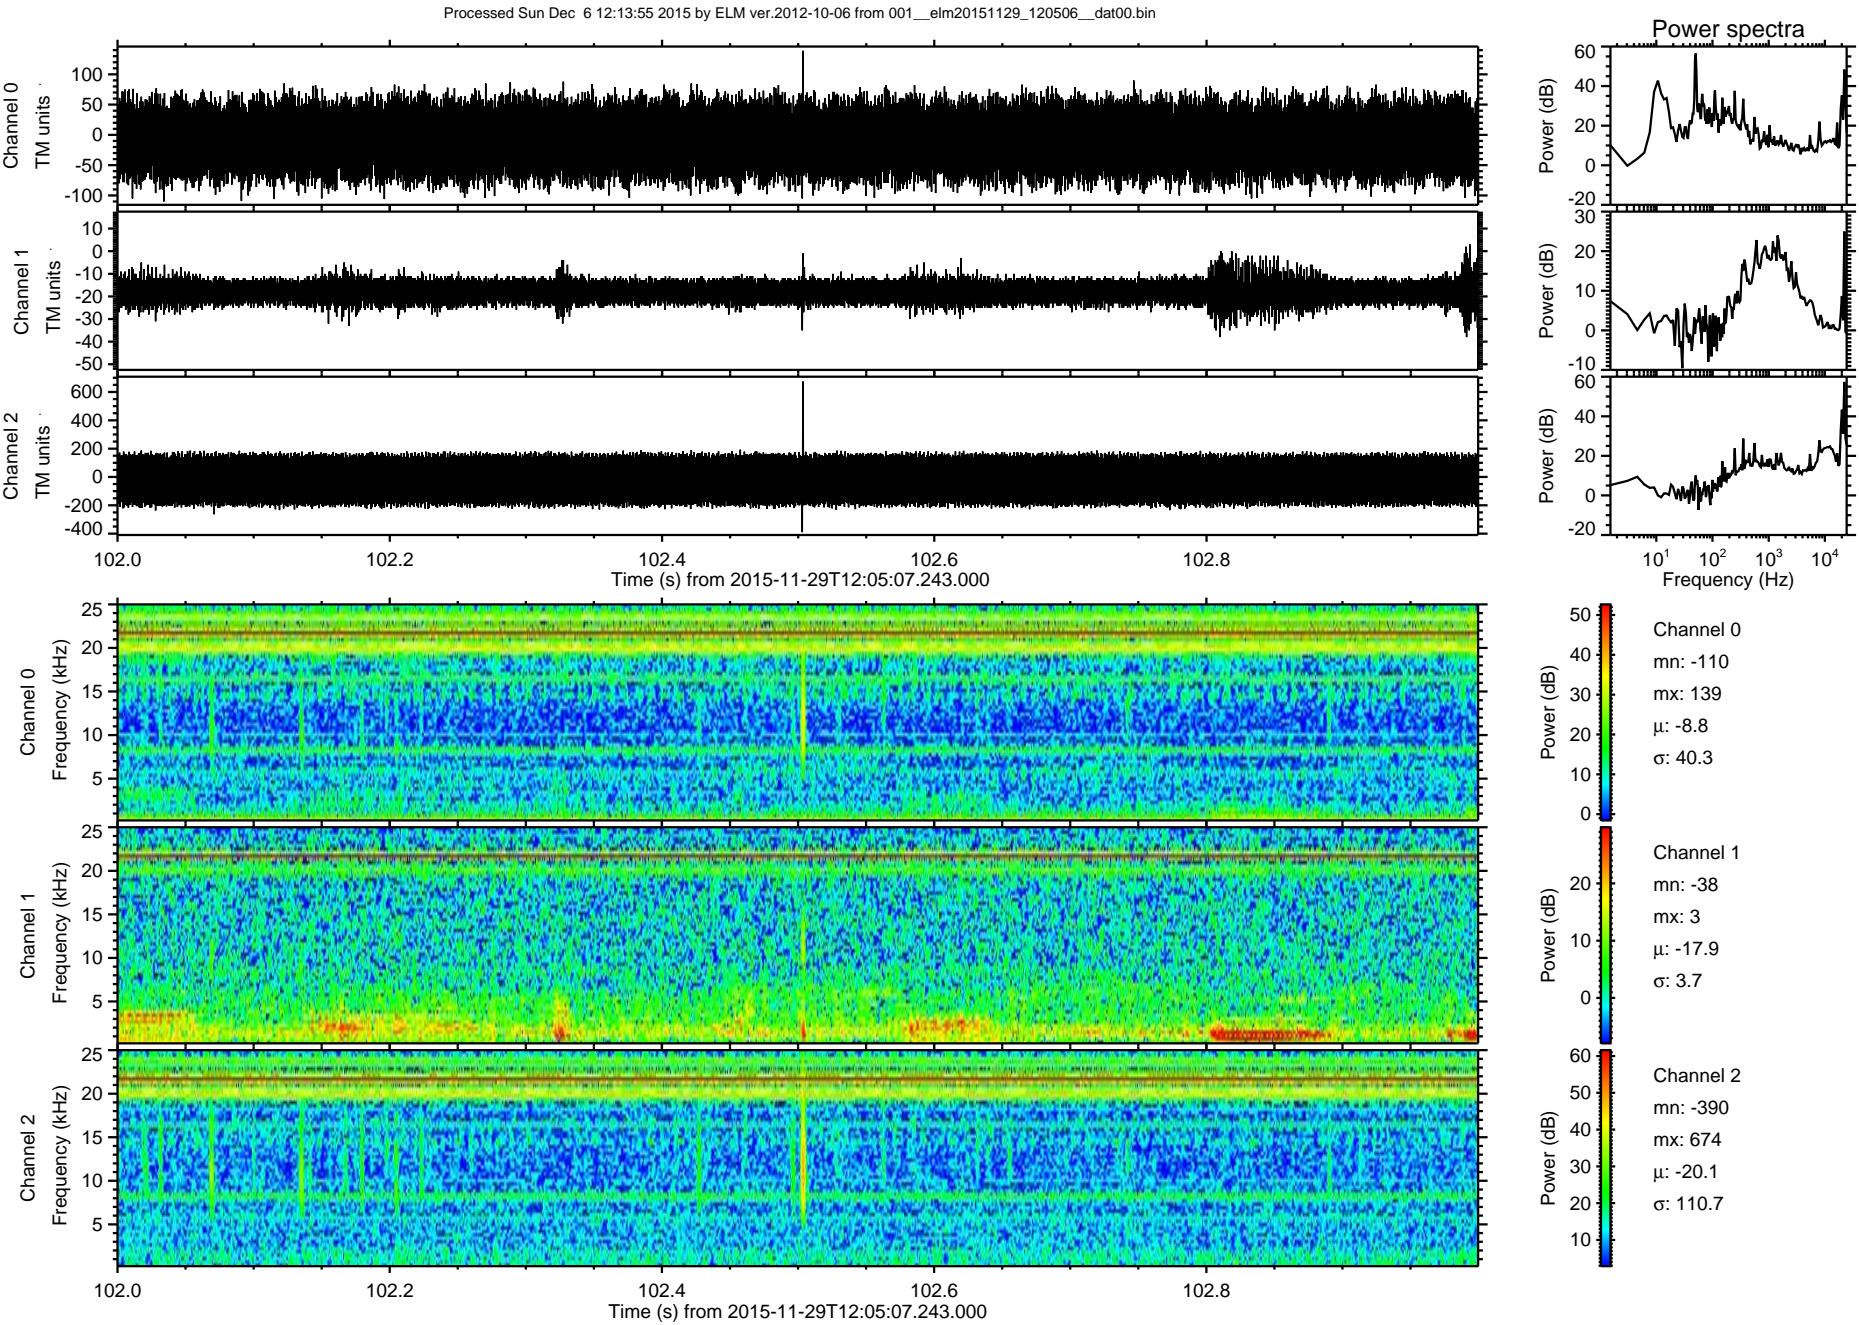 Processed Sun Dec  6 12:13:55 2015 by ELM ver.2012-10-06 from 001__elm20151129_120506__dat00.bin
Power spectra
Channel 0
TM units
100
50
0
-50
-100
Power (dB)
60
40
20
0
-20
Channel 1
TM units
10
0
-10
-20
-30
-40
-50
Power (dB)
30
20
10
0
-10
Channel 2
TM units
600
400
200
0
-200
-400
Power (dB)
60
40
20
0
-20
102.0 102.2 102.4 102.6 102.8
Time (s) from 2015-11-29T12:05:07.243.000
10¹ 10² 10³ 10⁴
Frequency (Hz)
Channel 0
Frequency (kHz)
25
20
15
10
5
Power (dB)
50
40
30
20
10
0
Channel 0
mn: -110
mx: 139
μ: -8.8
σ: 40.3
Channel 1
Frequency (kHz)
25
20
15
10
5
Power (dB)
20
10
0
Channel 1
mn: -38
mx: 3
μ: -17.9
σ: 3.7
Channel 2
Frequency (kHz)
25
20
15
10
5
Power (dB)
60
50
40
30
20
10
Channel 2
mn: -390
mx: 674
μ: -20.1
σ: 110.7
102.0 102.2 102.4 102.6 102.8
Time (s) from 2015-11-29T12:05:07.243.000